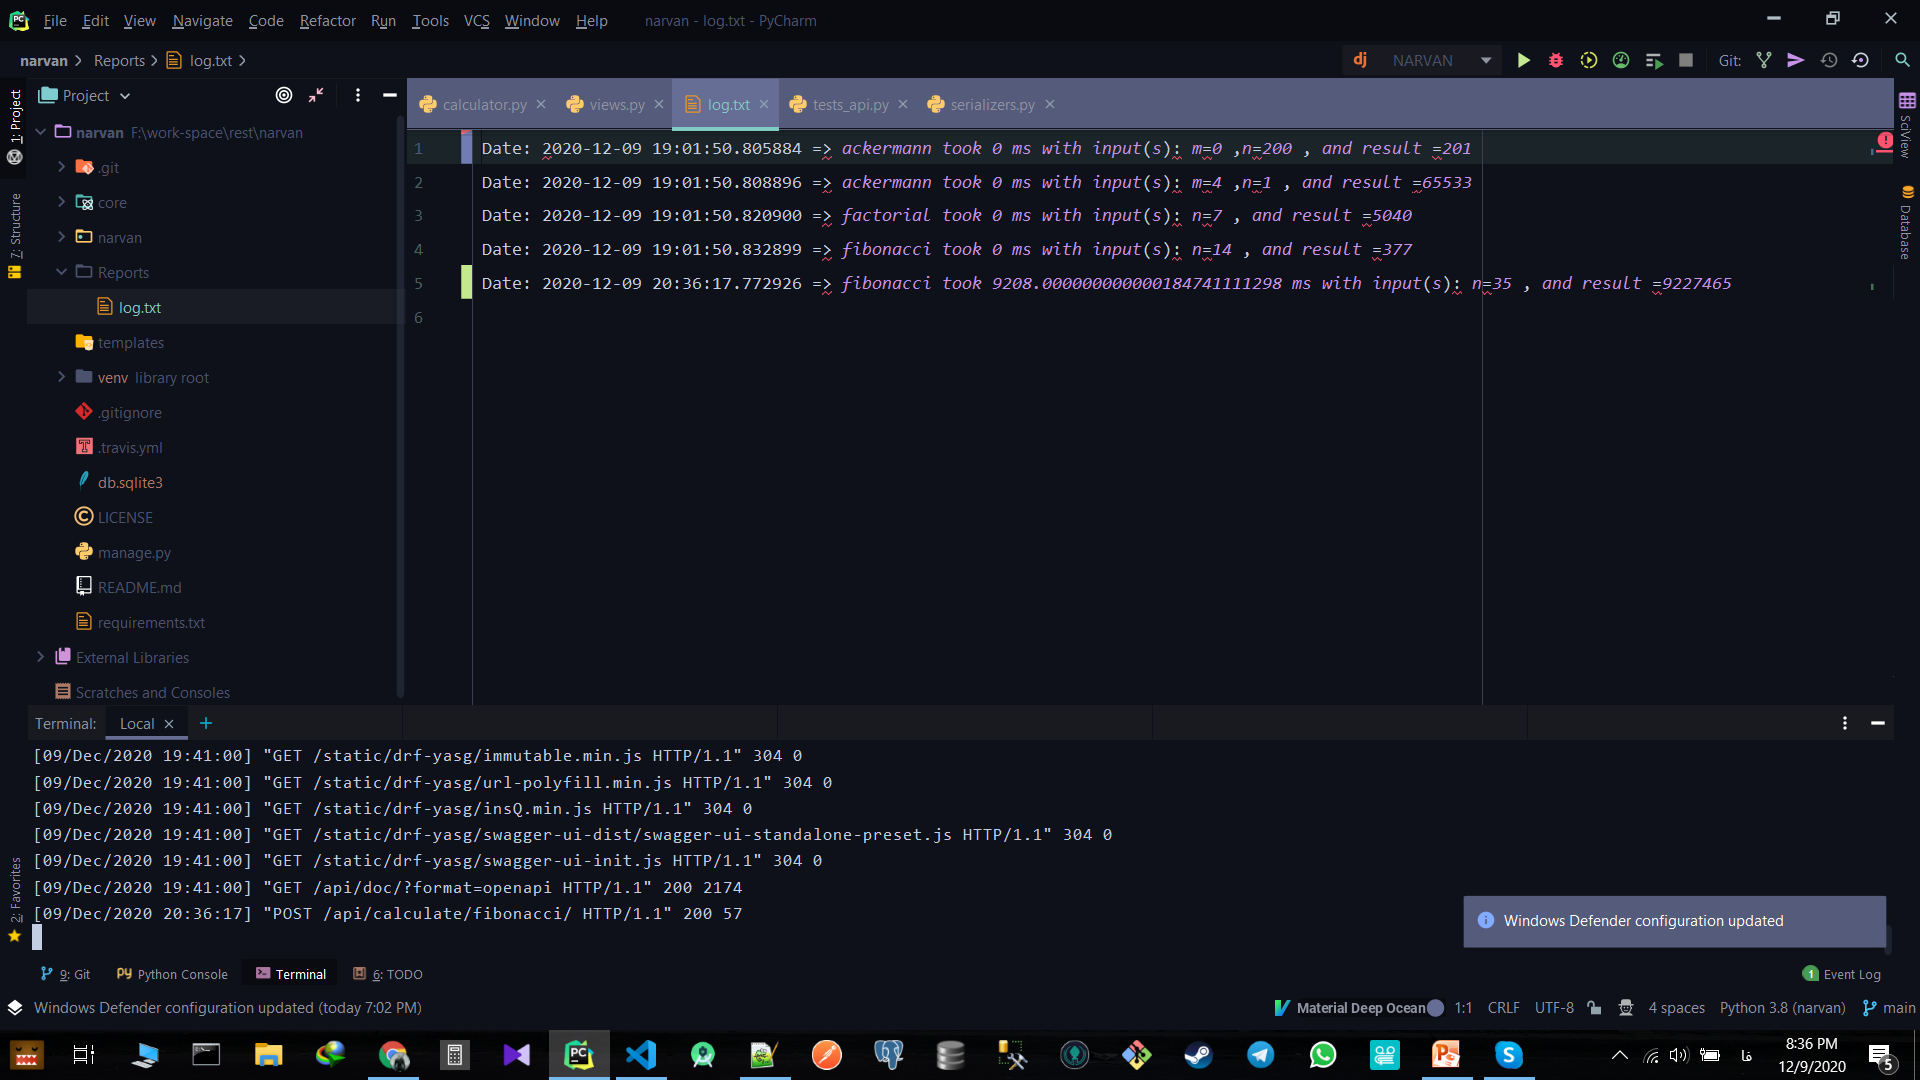 File Edit View Navigate Code Refactor Run Tools VCS Window Help narvan - log.txt - PyCharm
narvan Reports log.txt
dj NARVAN Git:
1: Project
7: Structure
2: Favorites
Project
narvan F:\work-space\rest\narvan
.git
core
narvan
Reports
log.txt
templates
venv library root
.gitignore
.travis.yml
db.sqlite3
LICENSE
manage.py
README.md
requirements.txt
External Libraries
Scratches and Consoles
calculator.py views.py log.txt tests_api.py serializers.py
1 Date: 2020-12-09 19:01:50.805884 => ackermann took 0 ms with input(s): m=0 ,n=200 , and result =201
2 Date: 2020-12-09 19:01:50.808896 => ackermann took 0 ms with input(s): m=4 ,n=1 , and result =65533
3 Date: 2020-12-09 19:01:50.820900 => factorial took 0 ms with input(s): n=7 , and result =5040
4 Date: 2020-12-09 19:01:50.832899 => fibonacci took 0 ms with input(s): n=14 , and result =377
5 Date: 2020-12-09 20:36:17.772926 => fibonacci took 9208.000000000000184741111298 ms with input(s): n=35 , and result =9227465
6
SciView
Database
Terminal: Local
[09/Dec/2020 19:41:00] "GET /static/drf-yasg/immutable.min.js HTTP/1.1" 304 0
[09/Dec/2020 19:41:00] "GET /static/drf-yasg/url-polyfill.min.js HTTP/1.1" 304 0
[09/Dec/2020 19:41:00] "GET /static/drf-yasg/insQ.min.js HTTP/1.1" 304 0
[09/Dec/2020 19:41:00] "GET /static/drf-yasg/swagger-ui-dist/swagger-ui-standalone-preset.js HTTP/1.1" 304 0
[09/Dec/2020 19:41:00] "GET /static/drf-yasg/swagger-ui-init.js HTTP/1.1" 304 0
[09/Dec/2020 19:41:00] "GET /api/doc/?format=openapi HTTP/1.1" 200 2174
[09/Dec/2020 20:36:17] "POST /api/calculate/fibonacci/ HTTP/1.1" 200 57
Windows Defender configuration updated
9: Git Python Console Terminal 6: TODO 1 Event Log
Windows Defender configuration updated (today 7:02 PM) Material Deep Ocean 1:1 CRLF UTF-8 4 spaces Python 3.8 (narvan) main
فا 8:36 PM
12/9/2020 5